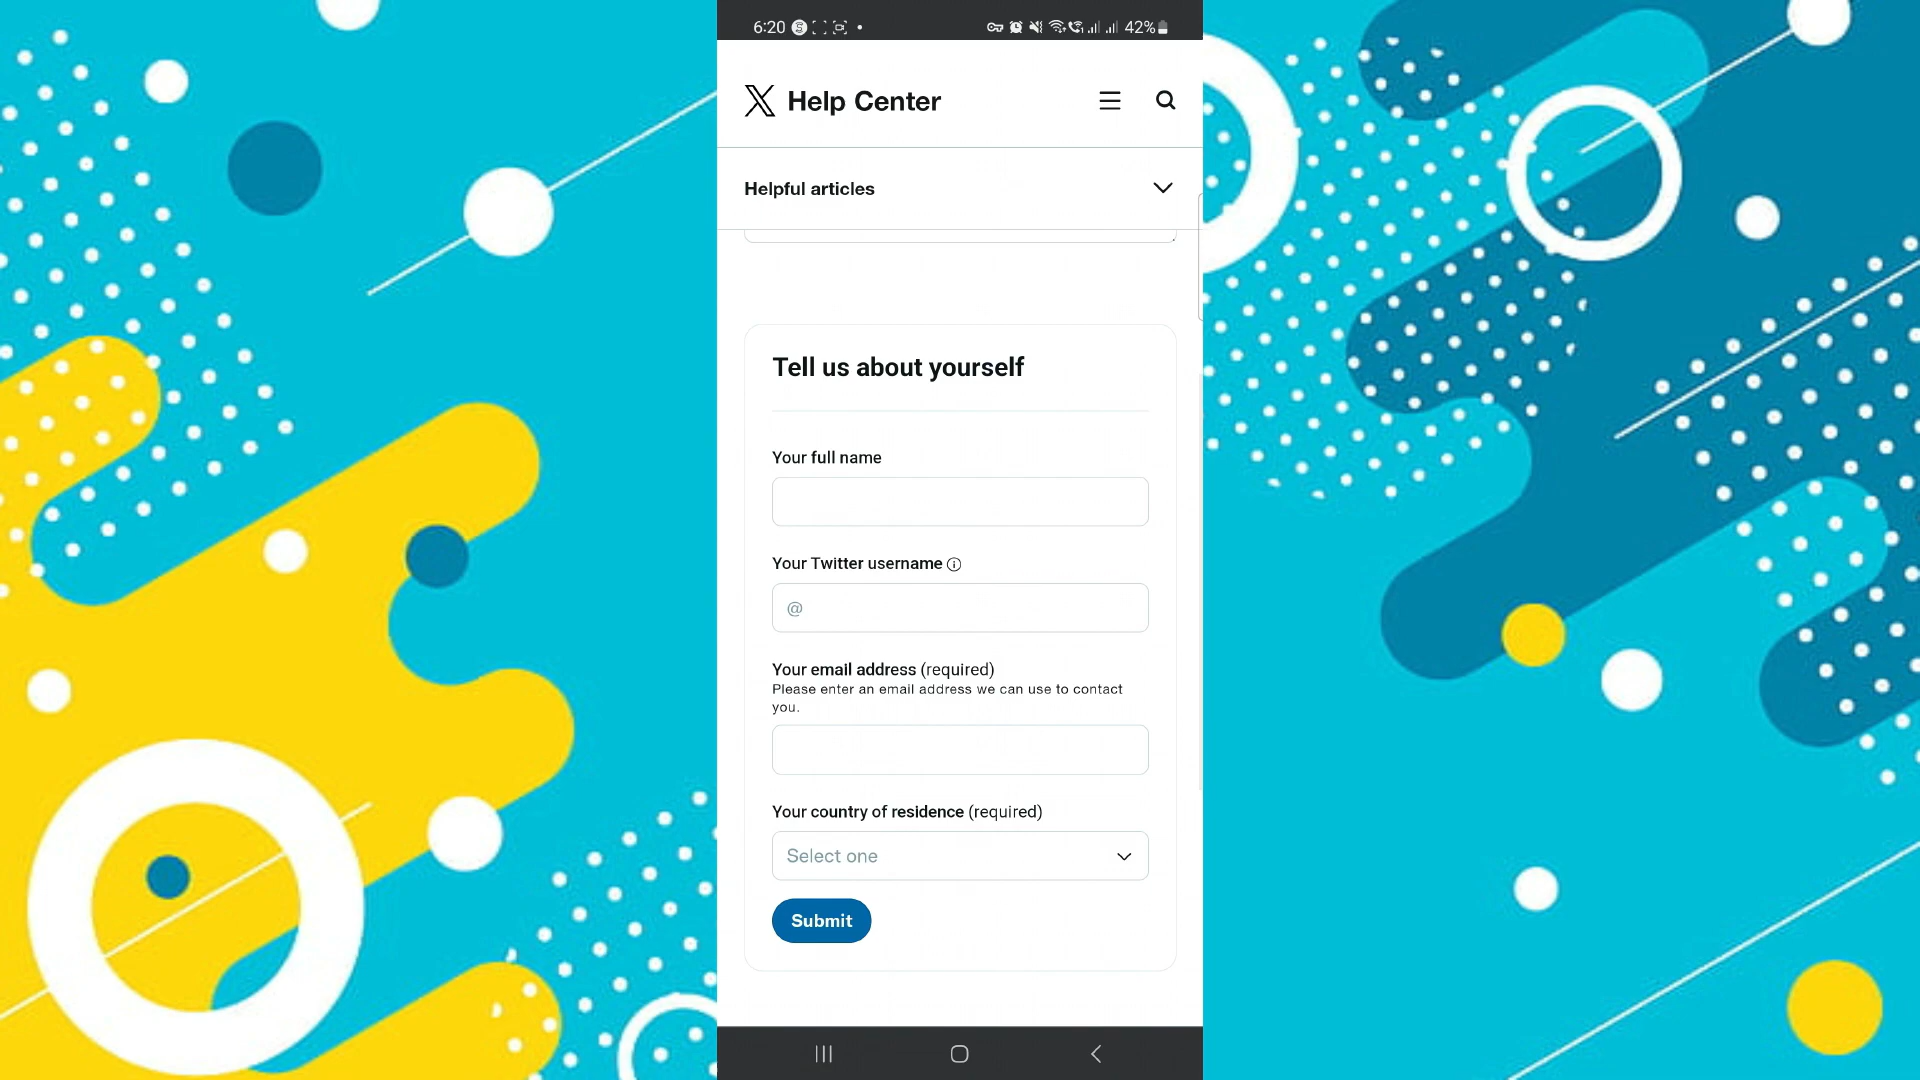 6:20 42%
X Help Center
Helpful articles
Tell us about yourself
Your full name
Your Twitter username
@
Your email address (required)
Please enter an email address we can use to contact
you.
Your country of residence (required)
Select one
Submit